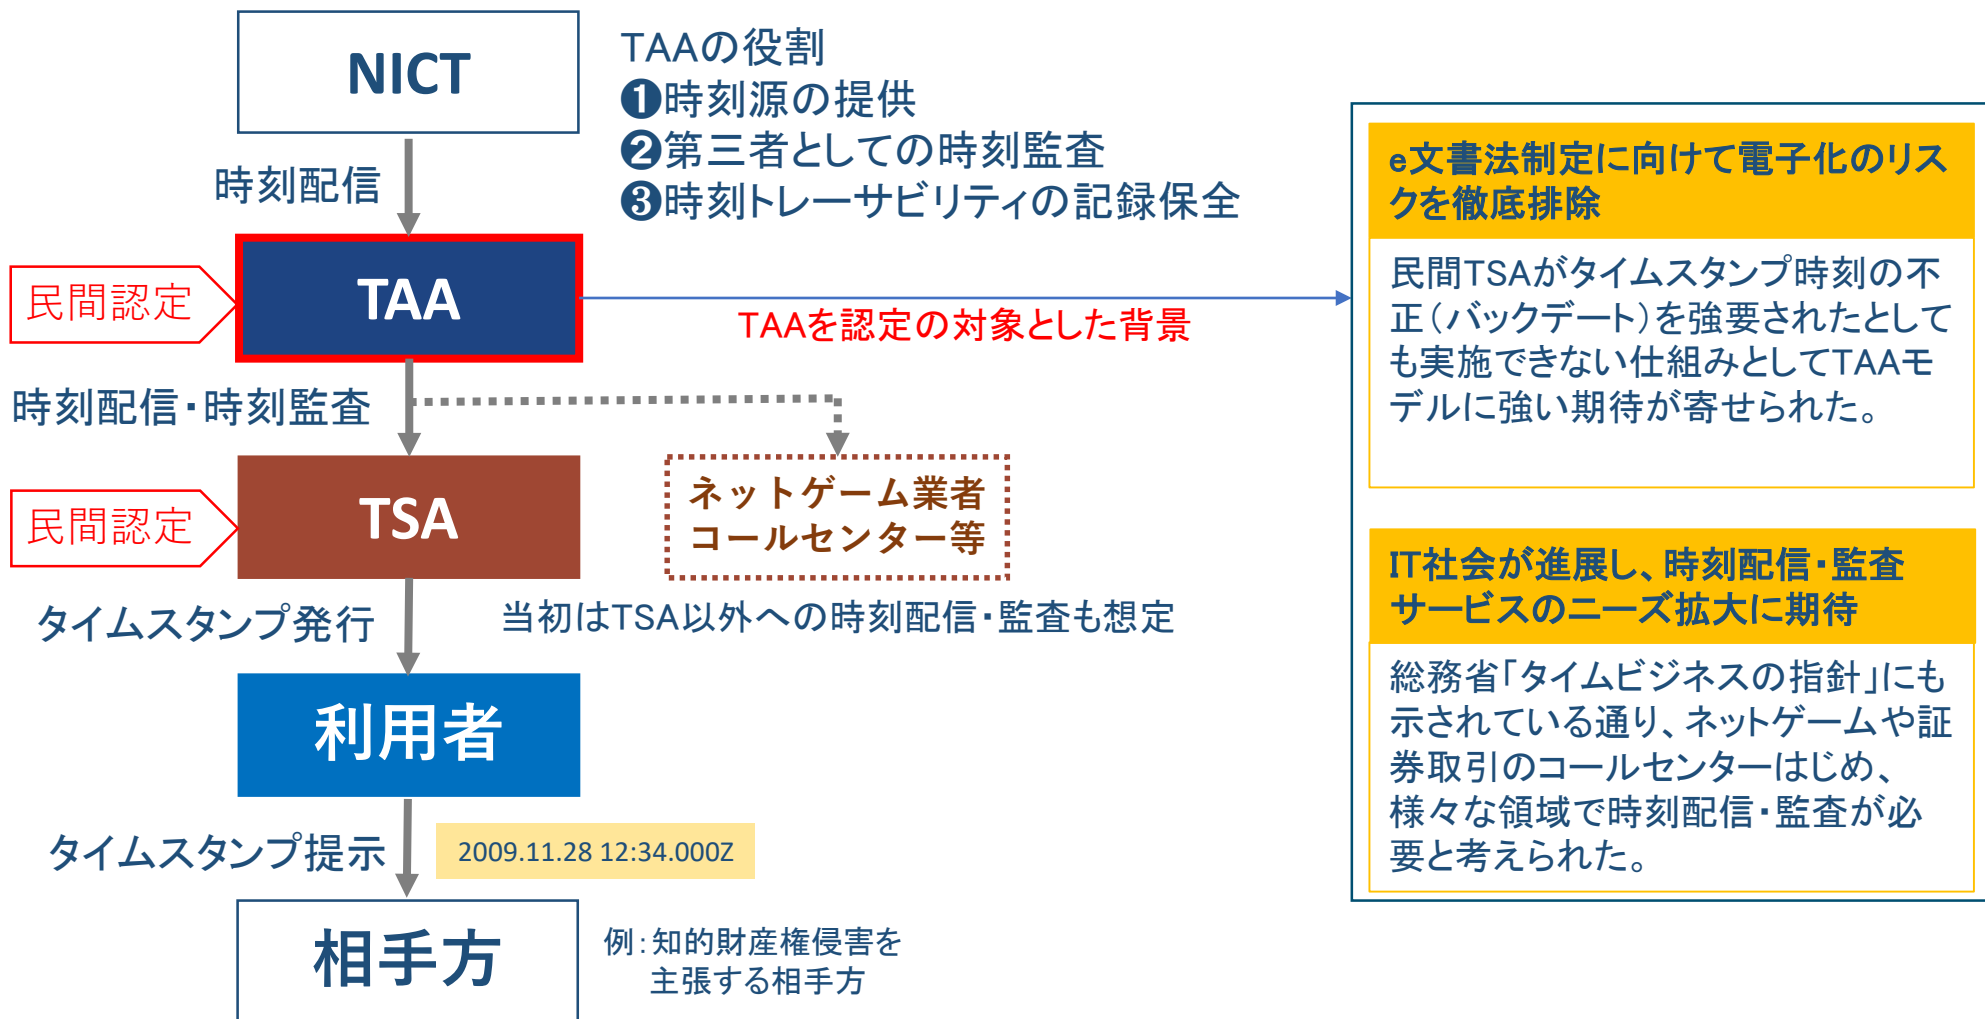 NICT
TAAの役割
❶時刻源の提供
❷第三者としての時刻監査
❸時刻トレーサビリティの記録保全
時刻配信
民間認定
TAA
TAAを認定の対象とした背景
時刻配信・時刻監査
民間認定
TSA
ネットゲーム業者
コールセンター等
当初はTSA以外への時刻配信・監査も想定
タイムスタンプ発行
利用者
タイムスタンプ提示
2009.11.28 12:34.000Z
相手方
例：知的財産権侵害を
主張する相手方
e文書法制定に向けて電子化のリス
クを徹底排除
民間TSAがタイムスタンプ時刻の不
正（バックデート）を強要されたとして
も実施できない仕組みとしてTAAモ
デルに強い期待が寄せられた。
IT社会が進展し、時刻配信・監査
サービスのニーズ拡大に期待
総務省「タイムビジネスの指針」にも
示されている通り、ネットゲームや証
券取引のコールセンターはじめ、
様々な領域で時刻配信・監査が必
要と考えられた。